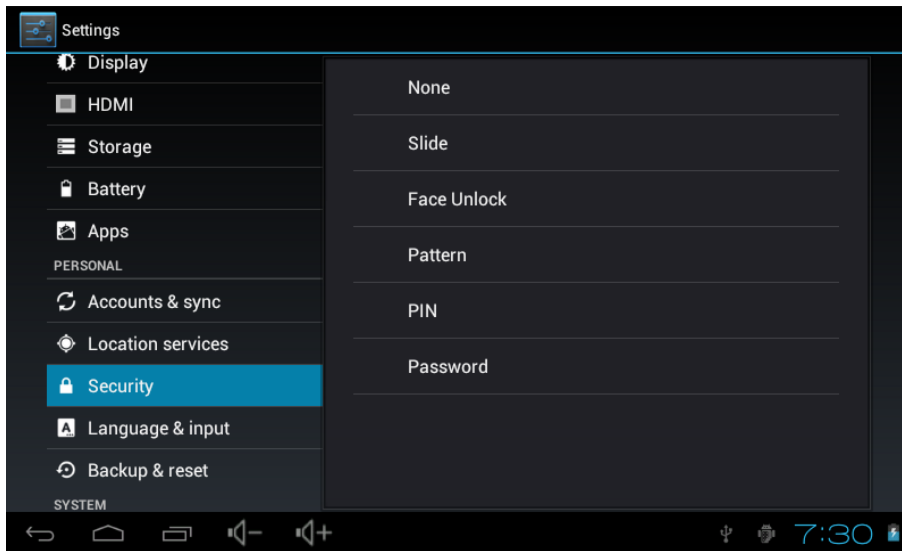 Settings
Display
HDMI
Storage
Battery
Apps
PERSONAL
Accounts & sync
Location services
Security
Language & input
Backup & reset
SYSTEM
None
Slide
Face Unlock
Pattern
PIN
Password
7:30